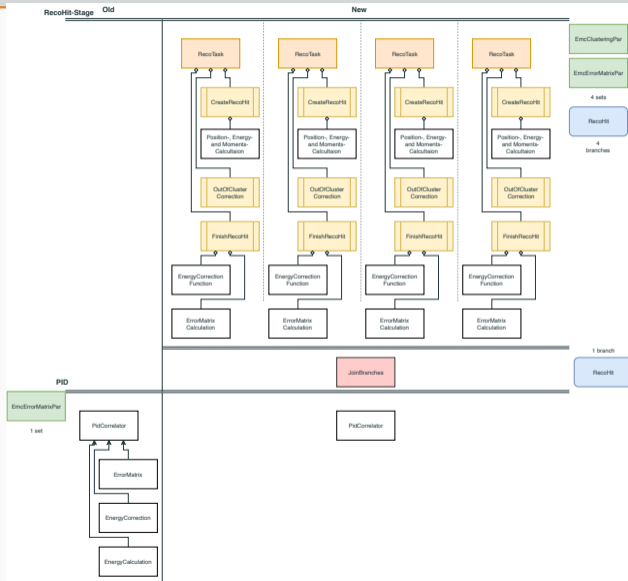 RecoHit-Stage Old New
EmcClusteringPar
RecoTask RecoTask RecoTask RecoTask
EmcErrorMatrixPar
4 sets
CreateRecoHit CreateRecoHit CreateRecoHit CreateRecoHit
RecoHit
Position-, Energy- Position-, Energy- Position-, Energy- Position-, Energy-
and Moments- and Moments- and Moments- and Moments-
Calcultaion Calcultaion Calcultaion Calcultaion
4
branches
OutOfCluster OutOfCluster OutOfCluster OutOfCluster
Correction Correction Correction Correction
FinishRecoHit FinishRecoHit FinishRecoHit FinishRecoHit
EnergyCorrection EnergyCorrection EnergyCorrection EnergyCorrection
Function Function Function Function
ErrorMatrix ErrorMatrix ErrorMatrix ErrorMatrix
Calculation Calculation Calculation Calculation
1 branch
JoinBranches
RecoHit
PID
EmcErrorMatrixPar
1 set
PidCorrelator PidCorrelator
ErrorMatrix
EnergyCorrection
EnergyCalculation